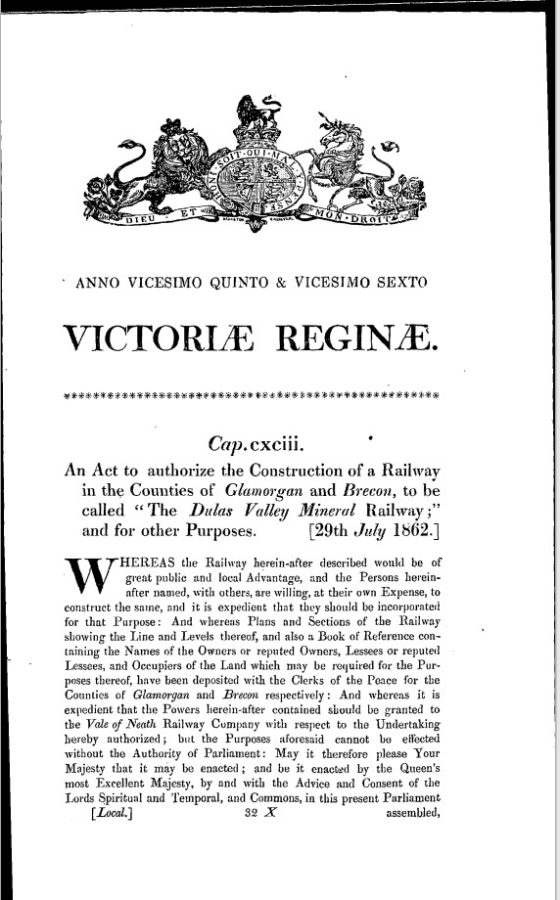 HONI·SOIT·QUI·MAL·Y·PENSE
DIEU ET MON·DROIT
ANNO VICESIMO QUINTO & VICESIMO SEXTO
VICTORIÆ REGINÆ.
Cap.cxciii.
An Act to authorize the Construction of a Railway
in the Counties of Glamorgan and Brecon, to be
called “The Dulas Valley Mineral Railway;”
and for other Purposes. [29th July 1862.]
WHEREAS the Railway herein-after described would be of
great public and local Advantage, and the Persons herein-
after named, with others, are willing, at their own Expense, to
construct the same, and it is expedient that they should be incorporated
for that Purpose: And whereas Plans and Sections of the Railway
showing the Line and Levels thereof, and also a Book of Reference con-
taining the Names of the Owners or reputed Owners, Lessees or reputed
Lessees, and Occupiers of the Land which may be required for the Pur-
poses thereof, have been deposited with the Clerks of the Peace for the
Counties of Glamorgan and Brecon respectively: And whereas it is
expedient that the Powers herein-after contained should be granted to
the Vale of Neath Railway Company with respect to the Undertaking
hereby authorized; but the Purposes aforesaid cannot be effected
without the Authority of Parliament: May it therefore please Your
Majesty that it may be enacted; and be it enacted by the Queen's
most Excellent Majesty, by and with the Advice and Consent of the
Lords Spiritual and Temporal, and Commons, in this present Parliament
[Local.] 32 X assembled,